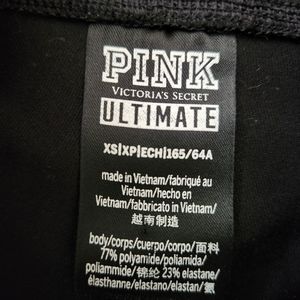 PINK
VICTORIA'S SECRET
ULTIMATE
XS|XP|ECH|165/64A
made in Vietnam/fabriqué au
Vietnam/hecho en
Vietnam/fabbricato in Vietnam/
越南制造
body/corps/cuerpo/corpo/面料
77% polyamide/poliamida/
poliammide/锦纶 23% elastane/
élasthanne/elastano/elastan/氨